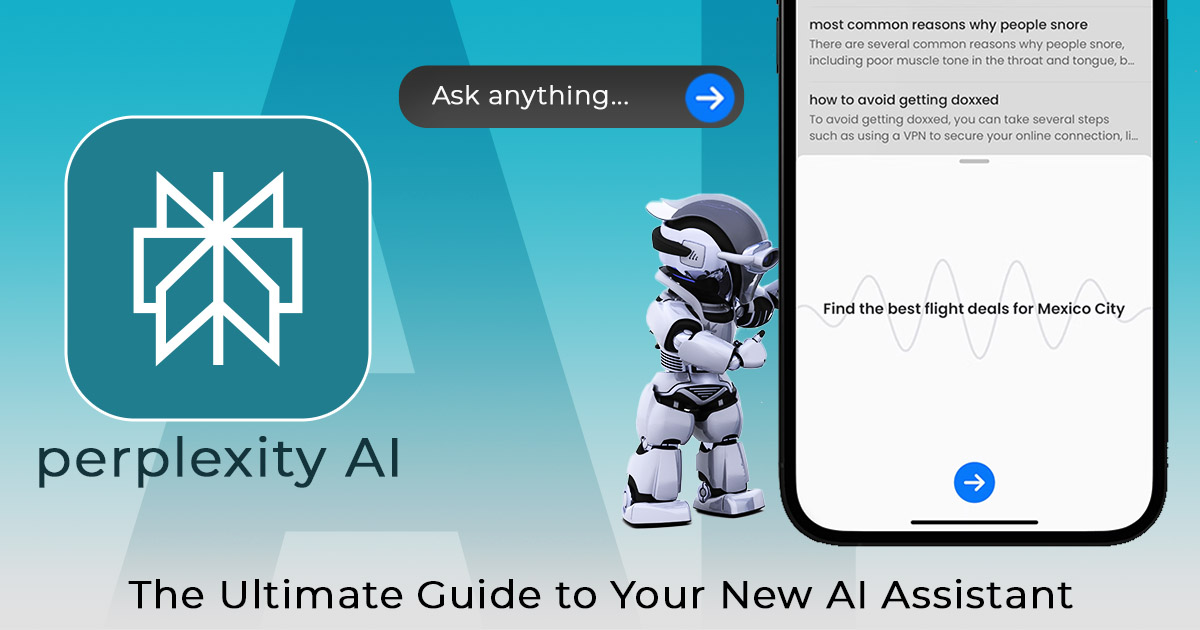 perplexity AI
Ask anything...
most common reasons why people snore
There are several common reasons why people snore,
including poor muscle tone in the throat and tongue, b...
how to avoid getting doxxed
To avoid getting doxxed, you can take several steps
such as using a VPN to secure your online connection, li...
Find the best flight deals for Mexico City
The Ultimate Guide to Your New AI Assistant